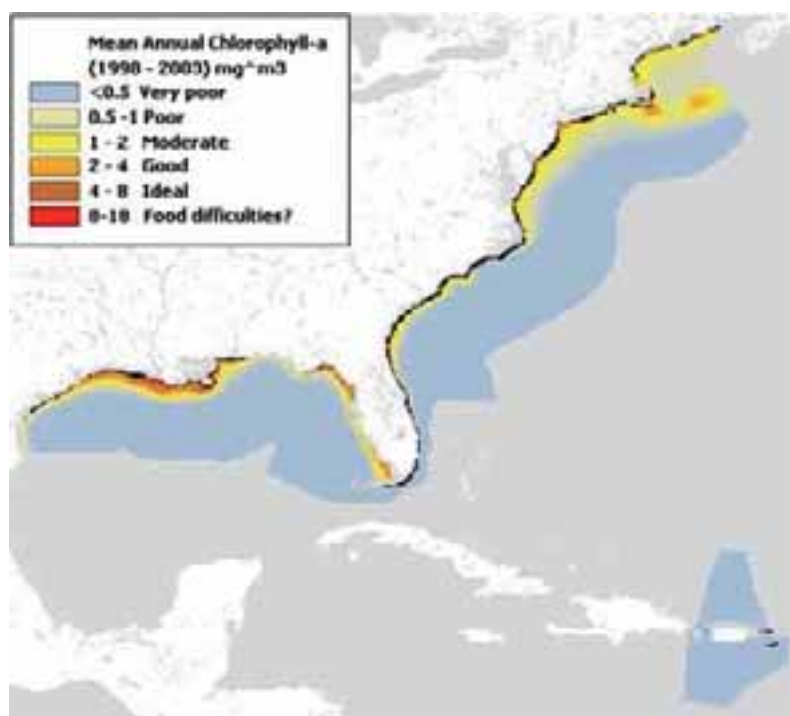 Mean Annual Chlorophyll-a
(1998 - 2003) mg^m3
<0.5 Very poor
0.5 -1 Poor
1 - 2 Moderate
2 - 4 Good
4 - 8 Ideal
8-18 Food difficulties?